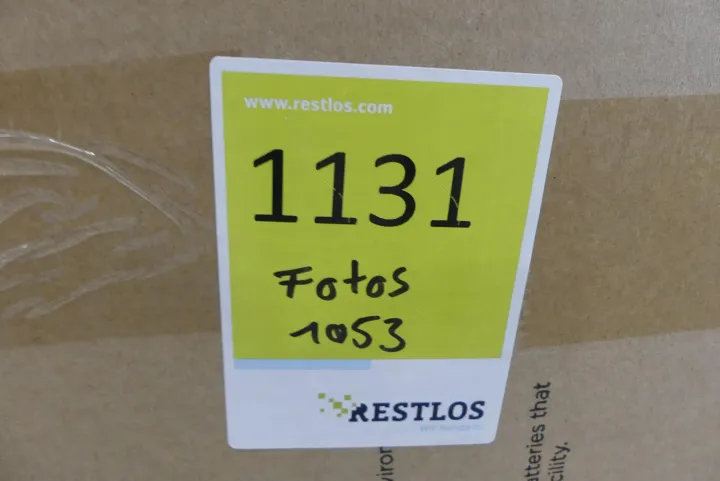 www.restlos.com
1131
Fotos
1053
RESTLOS
atteries that
cility.